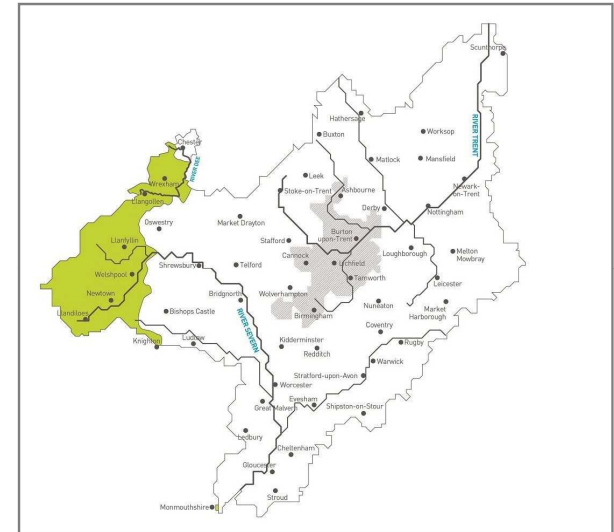 Scunthorpe
Hathersage
Buxton
Worksop
RIVER TRENT
Chester
Matlock
Mansfield
RIVER DEE
Leek
Wrexham
Stoke-on-Trent
Ashbourne
Newark-
on-Trent
Llangollen
Derby
Nottingham
Market Drayton
Oswestry
Burton
upon-Trent
Stafford
Llanfyllin
Loughborough
Melton
Mowbray
Cannock
Lichfield
Shrewsbury
Telford
Welshpool
Tamworth
Leicester
Wolverhampton
Newtown
Bridgnorth
Nuneaton
Market
Harborough
Bishops Castle
Birmingham
Llanidloes
RIVER SEVERN
Coventry
Ludlow
Knighton
Kidderminster
Rugby
Redditch
Warwick
Stratford-upon-Avon
Worcester
Evesham
Great Malvern
Shipston-on-Stour
Ledbury
Cheltenham
Gloucester
Stroud
Monmouthshire